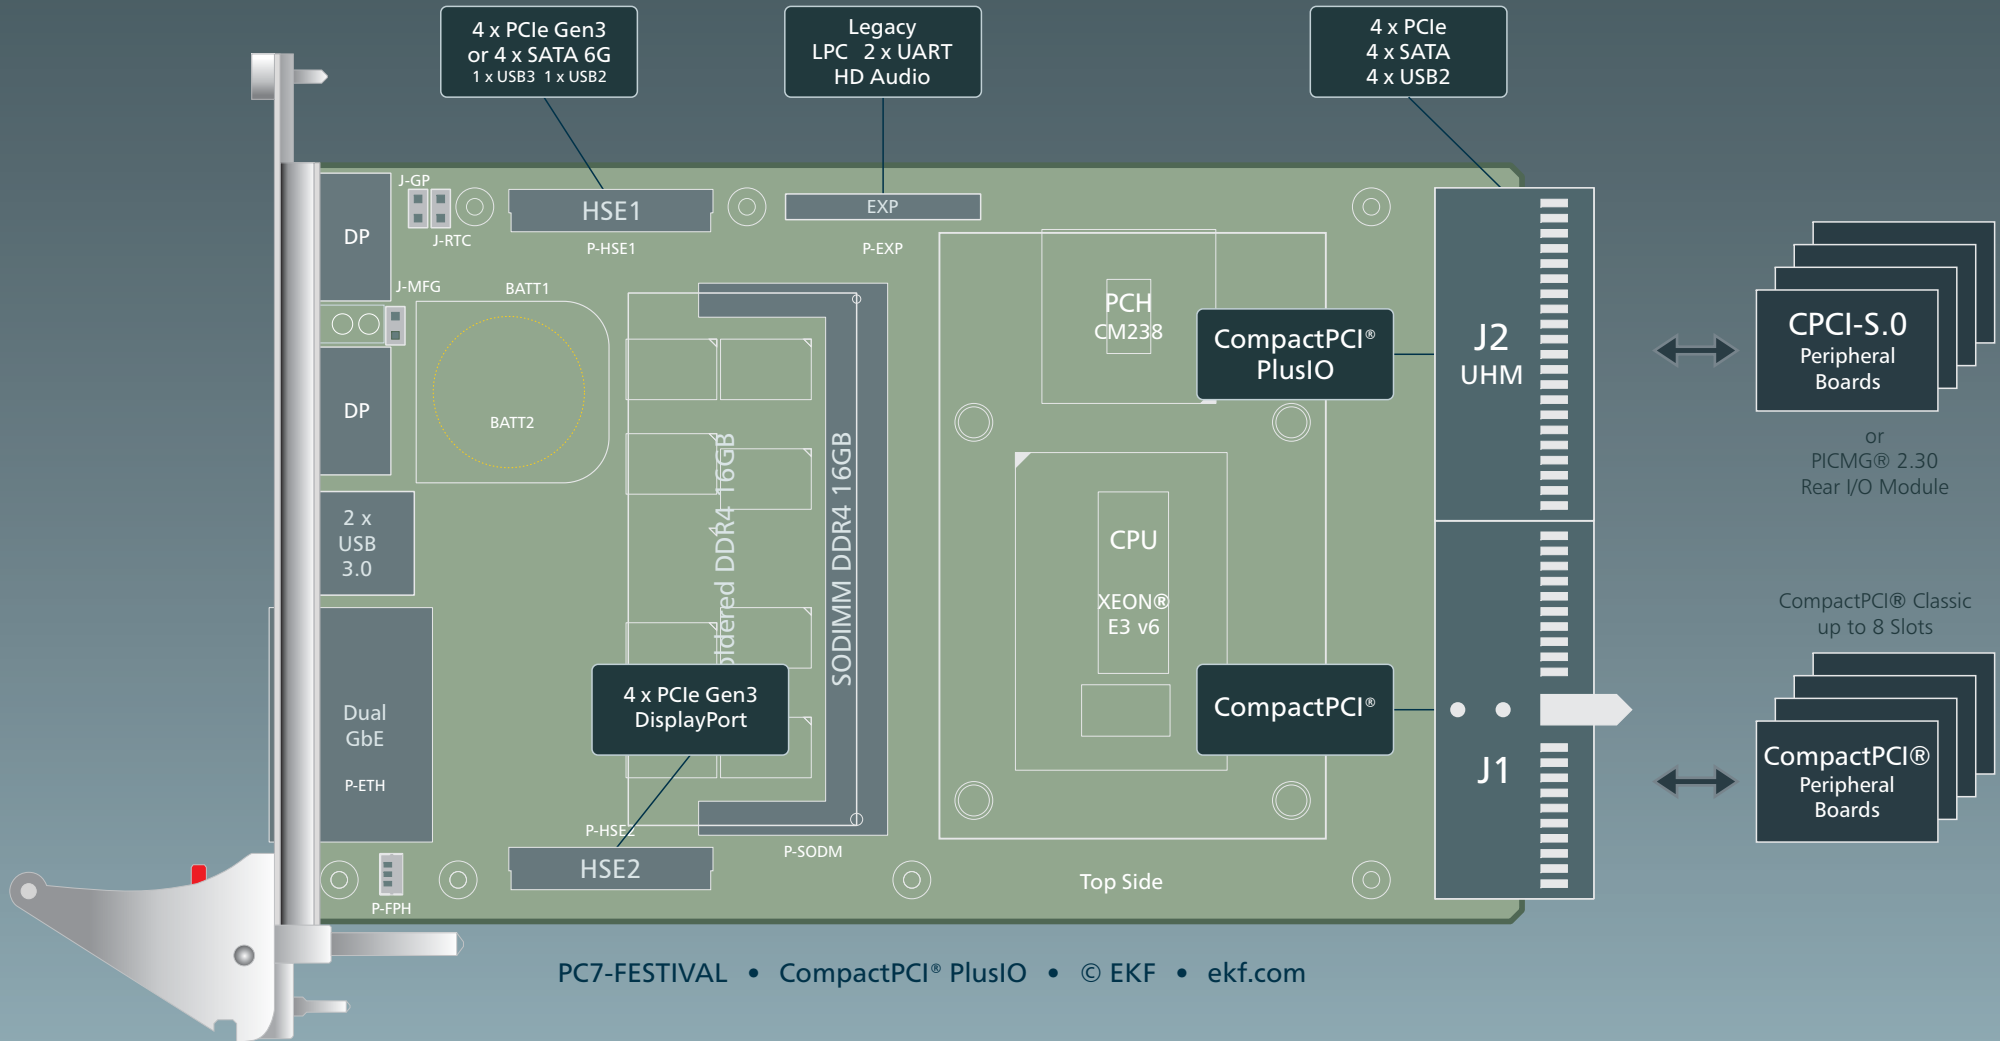 4 x PCIe Gen3
or 4 x SATA 6G
1 x USB3 1 x USB2
Legacy
LPC 2 x UART
HD Audio
4 x PCIe
4 x SATA
4 x USB2
J-GP
J-RTC
DP
HSE1
P-HSE1
EXP
P-EXP
J-MFG
BATT1
BATT2
DP
2 x
USB
3.0
Dual
GbE
P-ETH
P-FPH
oldered DDR4 16GB
4
SODIMM DDR4 16GB
4 x PCIe Gen3
DisplayPort
P-HSE2
HSE2
P-SODM
PCH
CM238
CompactPCI®
PlusIO
CPU
XEON®
E3 v6
CompactPCI®
Top Side
J2
UHM
J1
CPCI-S.0
Peripheral
Boards
or
PICMG® 2.30
Rear I/O Module
CompactPCI® Classic
up to 8 Slots
CompactPCI®
Peripheral
Boards
PC7-FESTIVAL • CompactPCI® PlusIO • © EKF • ekf.com